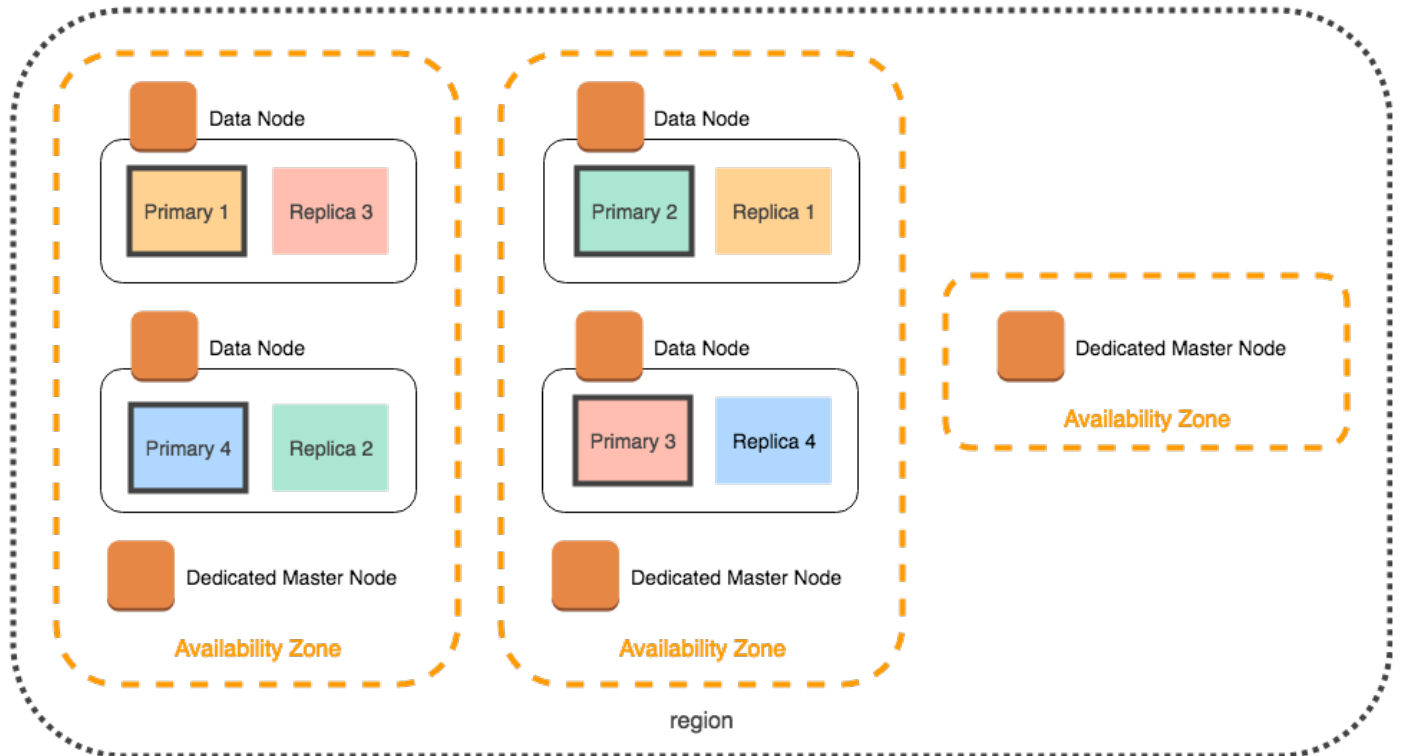 Data Node
Primary 1
Replica 3
Data Node
Primary 4
Replica 2
Dedicated Master Node
Availability Zone
Data Node
Primary 2
Replica 1
Data Node
Primary 3
Replica 4
Dedicated Master Node
Availability Zone
Dedicated Master Node
Availability Zone
region